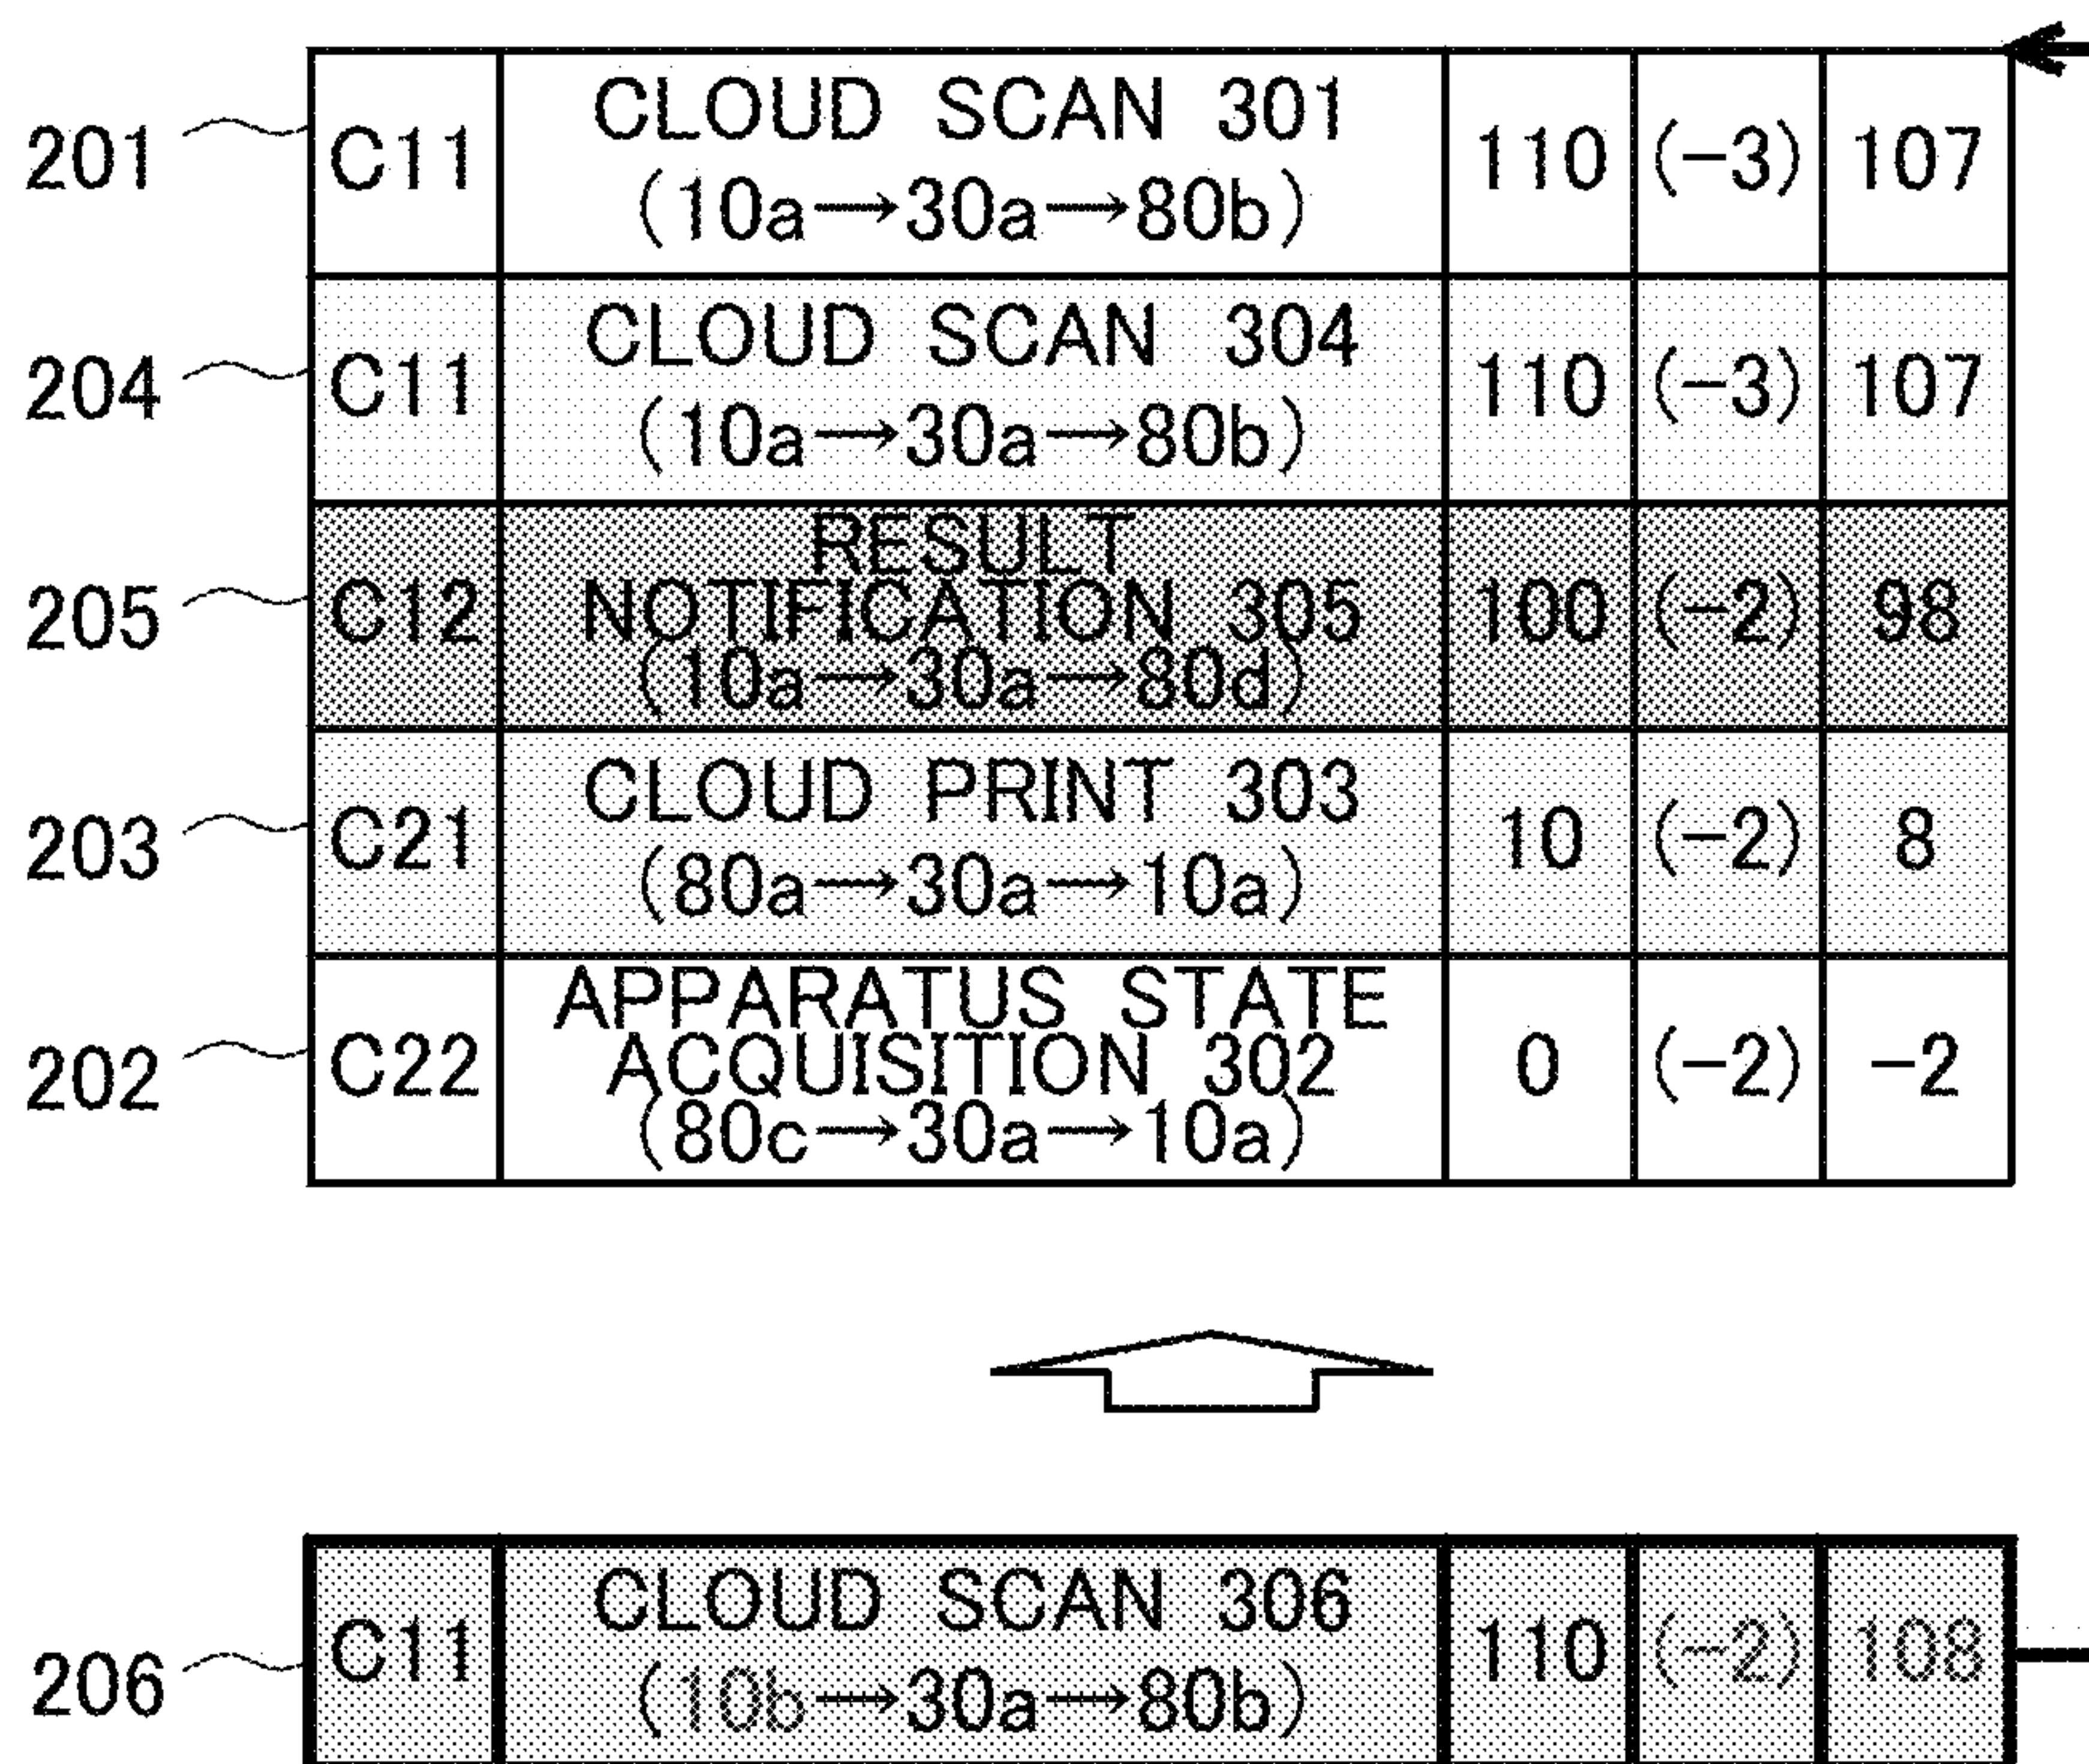 201 C11 CLOUD SCAN 301 110 (-3) 107
(10a→30a→80b)
204 C11 CLOUD SCAN 304 110 (-3) 107
(10a→30a→80b)
RESULT
205 C12 NOTIFICATION 305 100 (-2) 98
(10a→30a→80d)
203 C21 CLOUD PRINT 303 10 (-2) 8
(80a→30a→10a)
APPARATUS STATE
202 C22 ACQUISITION 302 0 (-2) -2
(80c→30a→10a)
206 C11 CLOUD SCAN 306 110 (-2) 108
(10b→30a→80b)